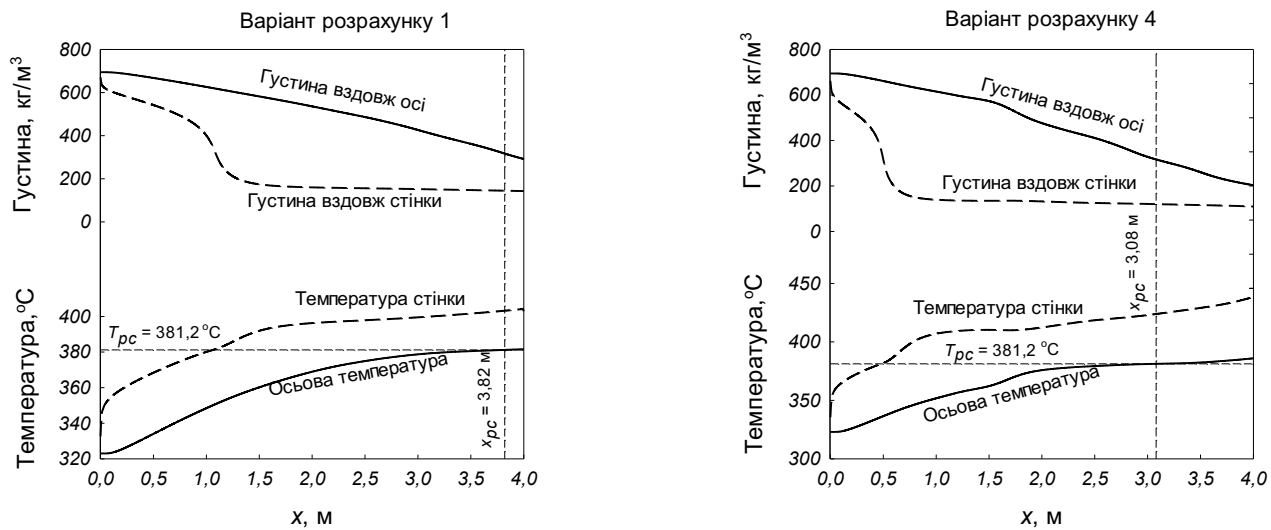 Варіант розрахунку 1
Густина, кг/м³
800
600
400
200
0
Густина вздовж осі
Густина вздовж стінки
Температура, °C
400
380
360
340
320
Температура стінки
Tpc = 381,2 °C
Осьова температура
xpc = 3,82 м
0,0 0,5 1,0 1,5 2,0 2,5 3,0 3,5 4,0
x, м
Варіант розрахунку 4
Густина, кг/м³
800
600
400
200
0
Густина вздовж осі
Густина вздовж стінки
xpc = 3,08 м
Температура, °C
450
400
350
300
Температура стінки
Tpc = 381,2 °C
Осьова температура
0,0 0,5 1,0 1,5 2,0 2,5 3,0 3,5 4,0
x, м